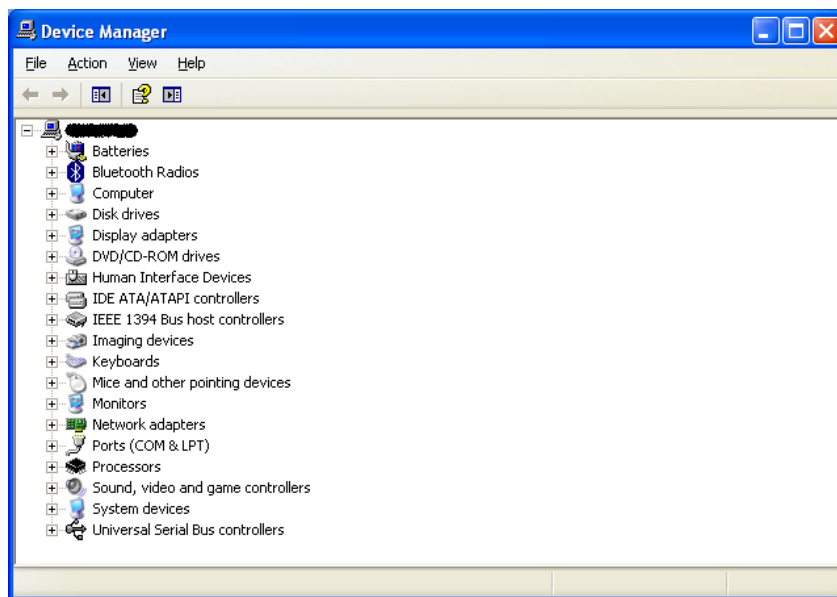 Device Manager
File Action View Help
Batteries
Bluetooth Radios
Computer
Disk drives
Display adapters
DVD/CD-ROM drives
Human Interface Devices
IDE ATA/ATAPI controllers
IEEE 1394 Bus host controllers
Imaging devices
Keyboards
Mice and other pointing devices
Monitors
Network adapters
Ports (COM & LPT)
Processors
Sound, video and game controllers
System devices
Universal Serial Bus controllers